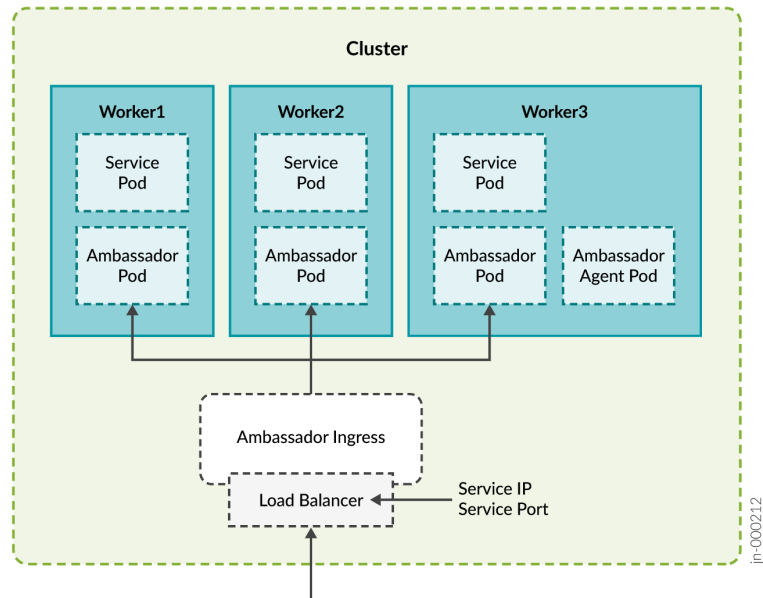 Cluster
Worker1
Service
Pod
Ambassador
Pod
Worker2
Service
Pod
Ambassador
Pod
Worker3
Service
Pod
Ambassador
Pod
Ambassador
Agent Pod
Ambassador Ingress
Load Balancer
Service IP
Service Port
jn-000212